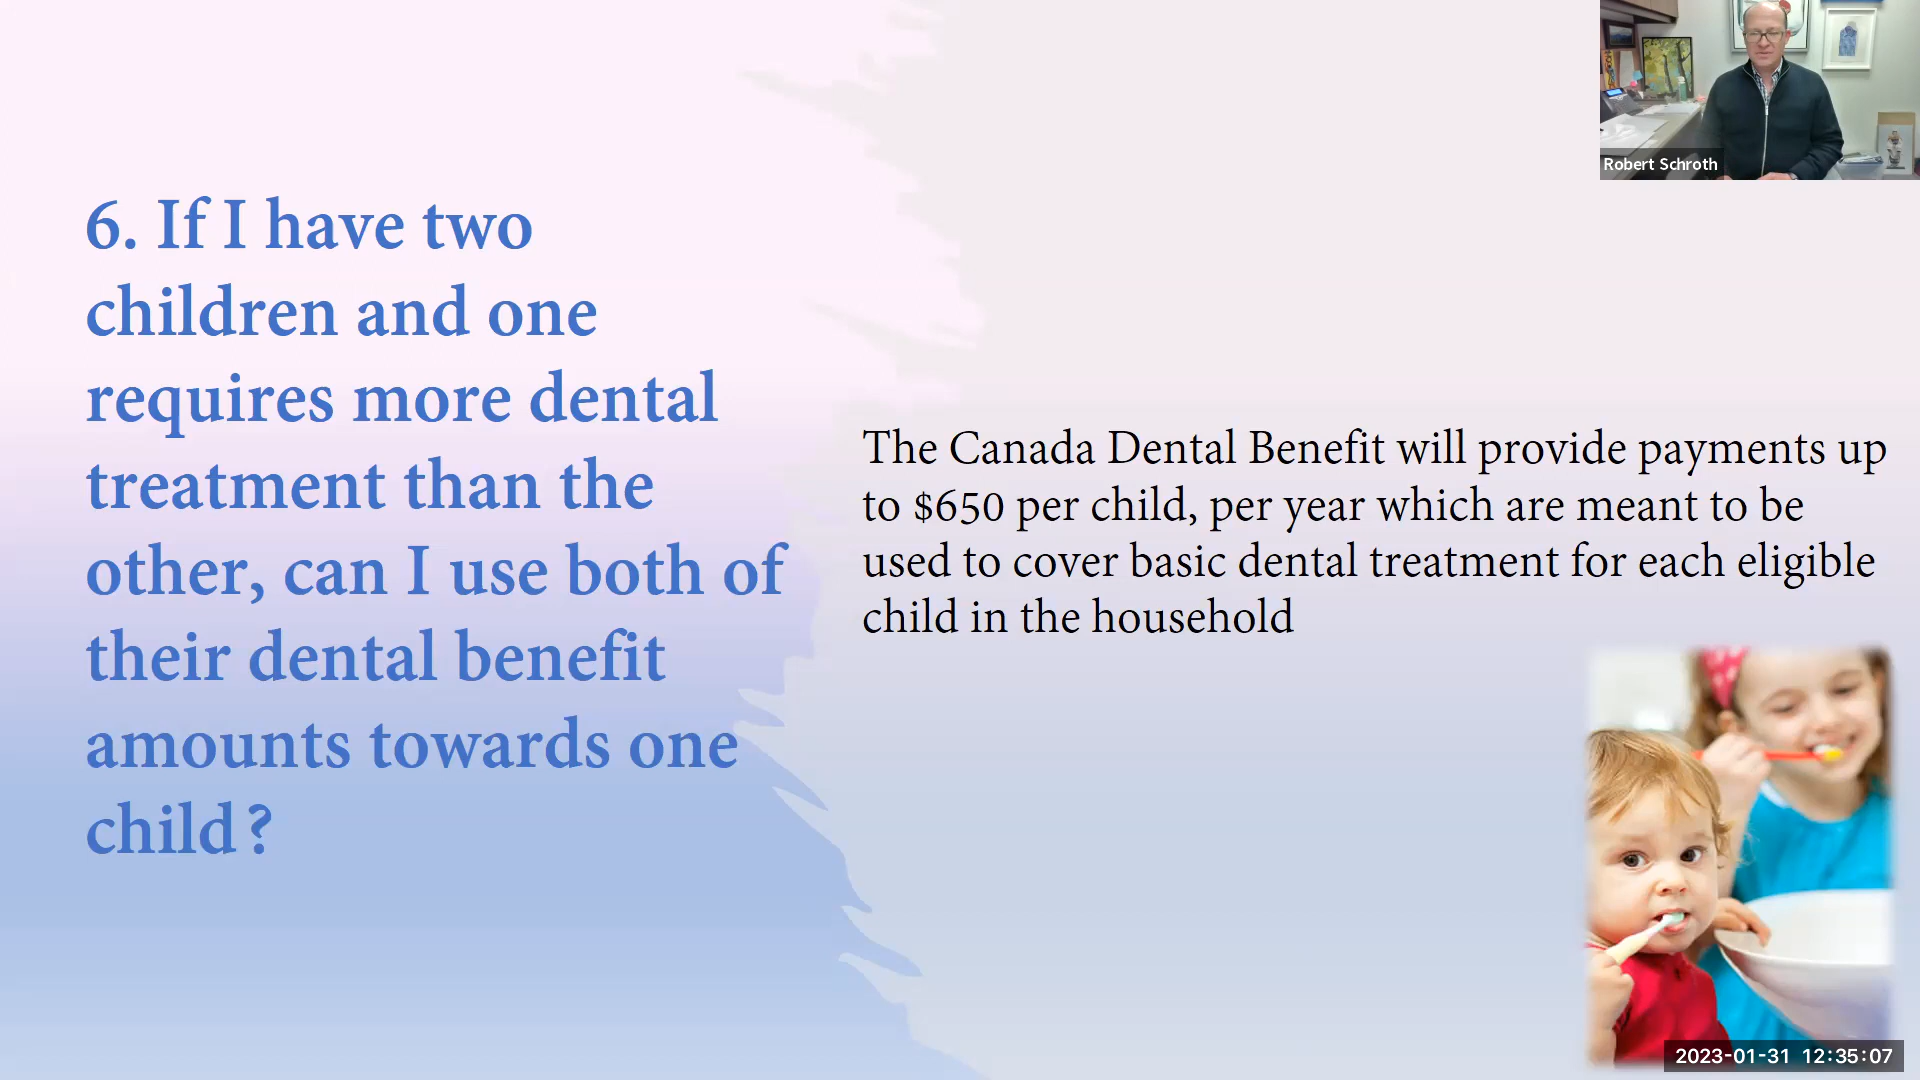 6. If I have two
children and one
requires more dental
treatment than the
other, can I use both of
their dental benefit
amounts towards one
child?
The Canada Dental Benefit will provide payments up
to $650 per child, per year which are meant to be
used to cover basic dental treatment for each eligible
child in the household
Robert Schroth
2023-01-31 12:35:07